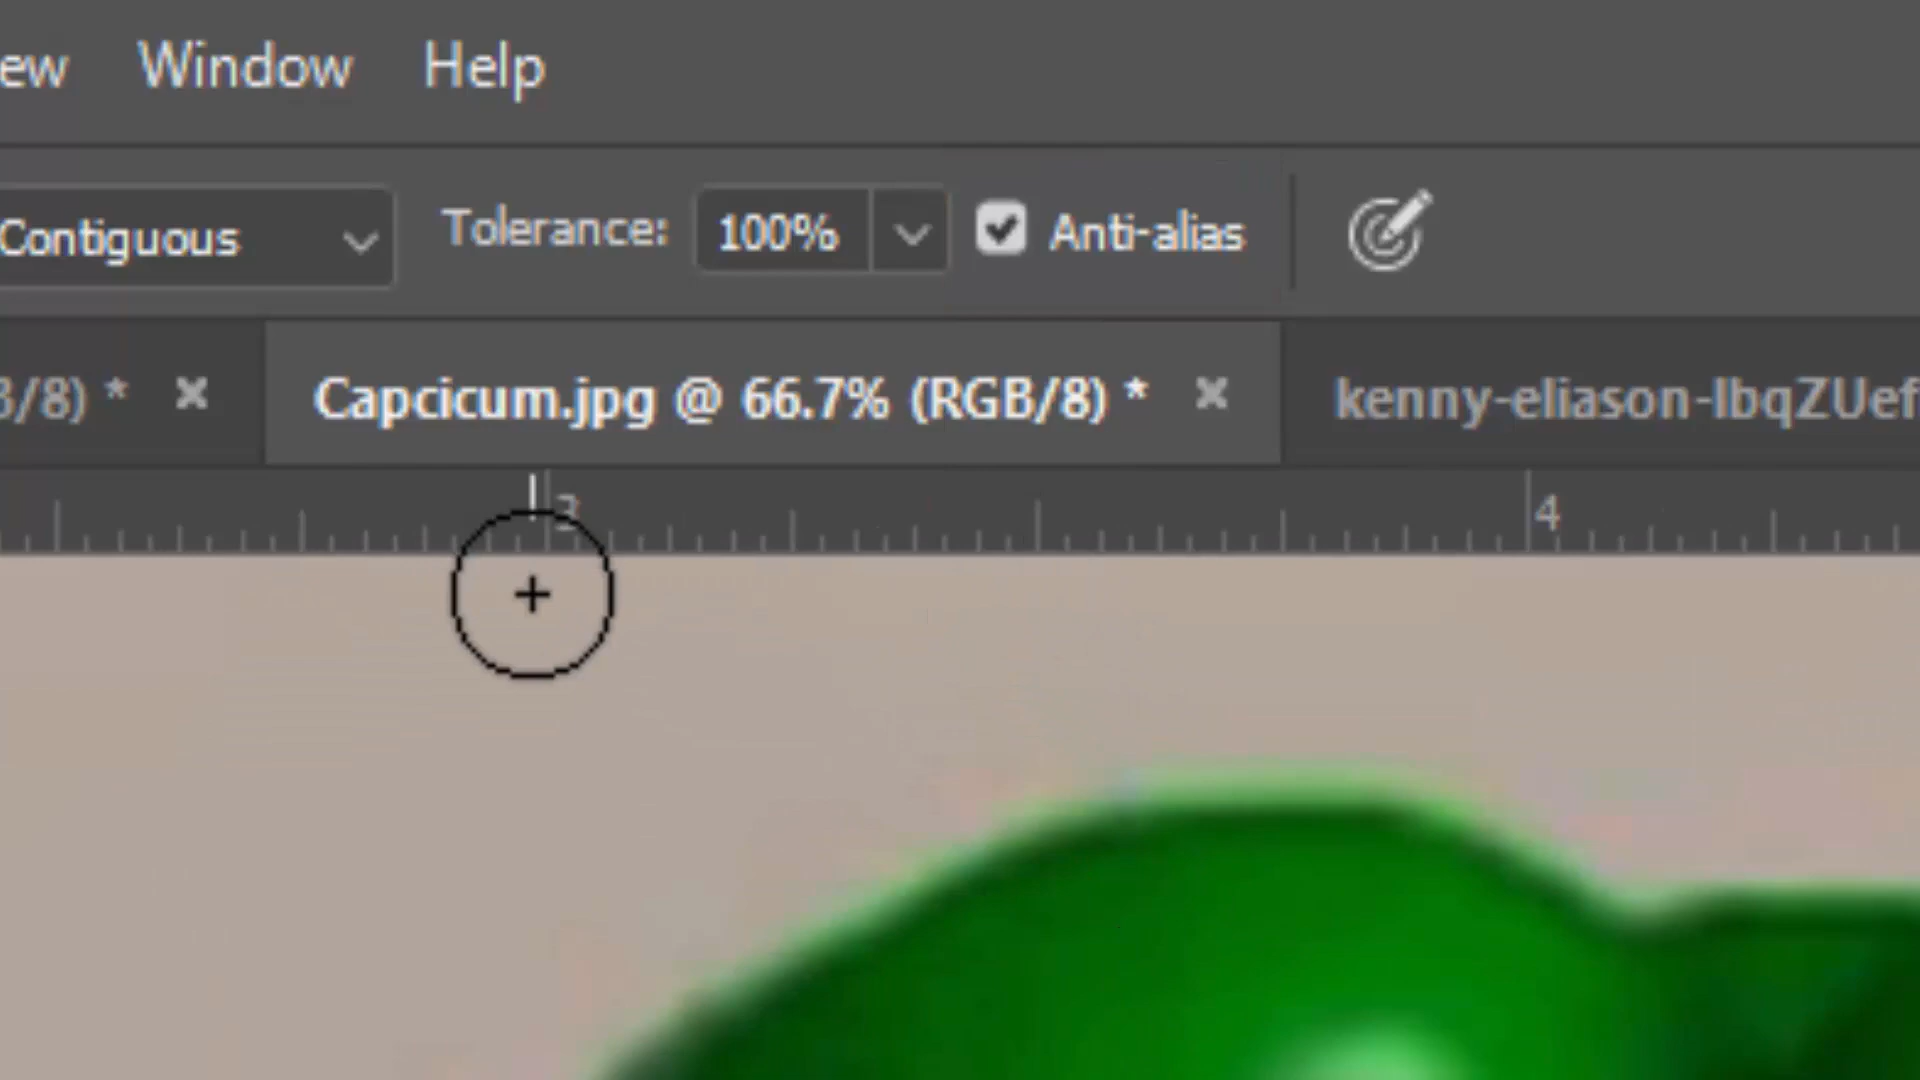 ew Window Help
Contiguous Tolerance: 100% Anti-alias
B/8) * × Capcicum.jpg @ 66.7% (RGB/8) * × kenny-eliason-IbqZUef
3 4